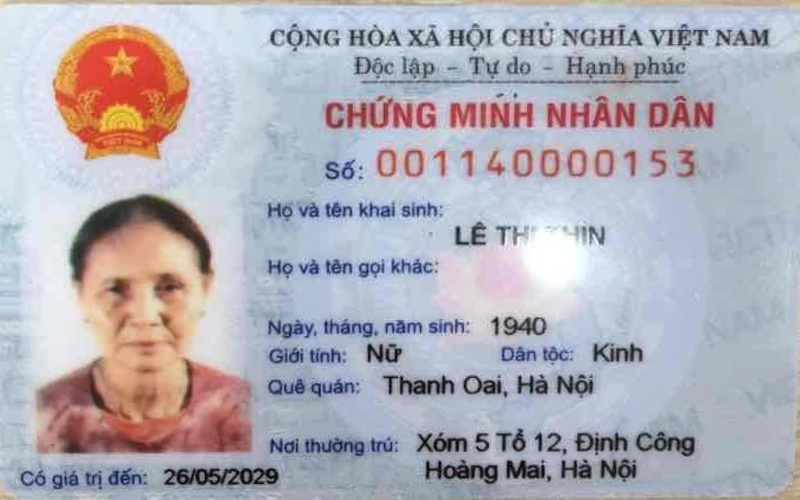 CỘNG HÒA XÃ HỘI CHỦ NGHĨA VIỆT NAM
Độc lập - Tự do - Hạnh phúc
CHỨNG MINH NHÂN DÂN
Số: 001140000153
Họ và tên khai sinh:
LÊ THỊ
Họ và tên gọi khác:
Ngày, tháng, năm sinh: 1940
Giới tính: Nữ Dân tộc: Kinh
Quê quán: Thanh Oai, Hà Nội
Nơi thường trú: Xóm 5 Tổ 12, Định Công
Hoàng Mai, Hà Nội
Có giá trị đến: 26/05/2029
VIỆT NAM